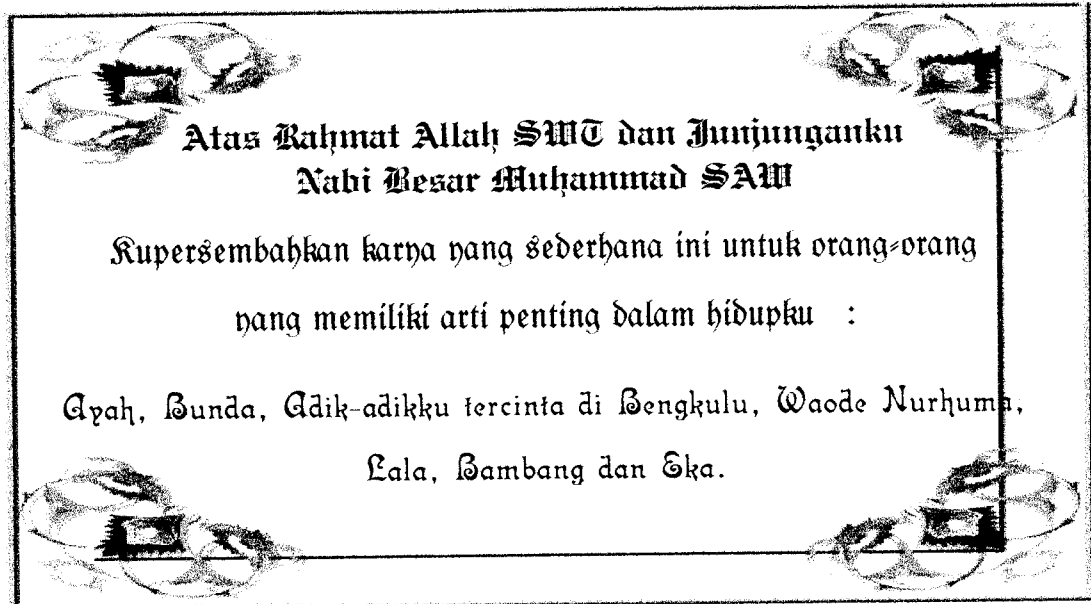 Atas Rahmat Allah SWT dan Junjunganku
Nabi Besar Muhammad SAW
Kupersembahkan karya yang sederhana ini untuk orang-orang
yang memiliki arti penting dalam hidupku :
Ayah, Bunda, Adik-adikku tercinta di Bengkulu, Waode Nurhuma,
Lala, Bambang dan Eka.